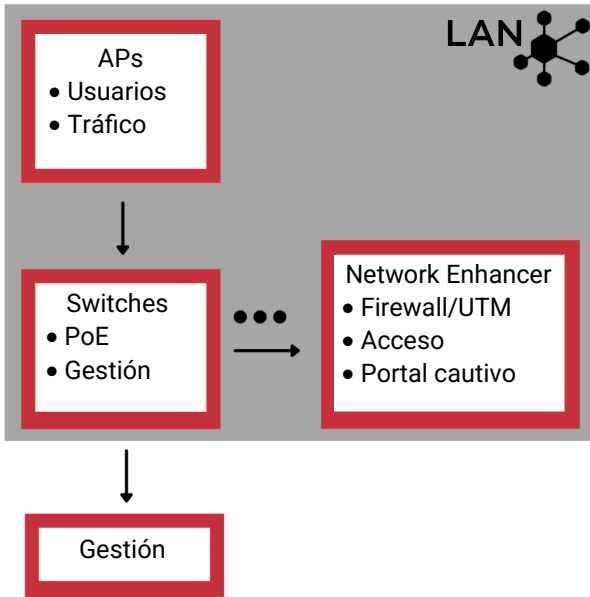 LAN
APs
• Usuarios
• Tráfico
Switches
• PoE
• Gestión
Network Enhancer
• Firewall/UTM
• Acceso
• Portal cautivo
Gestión